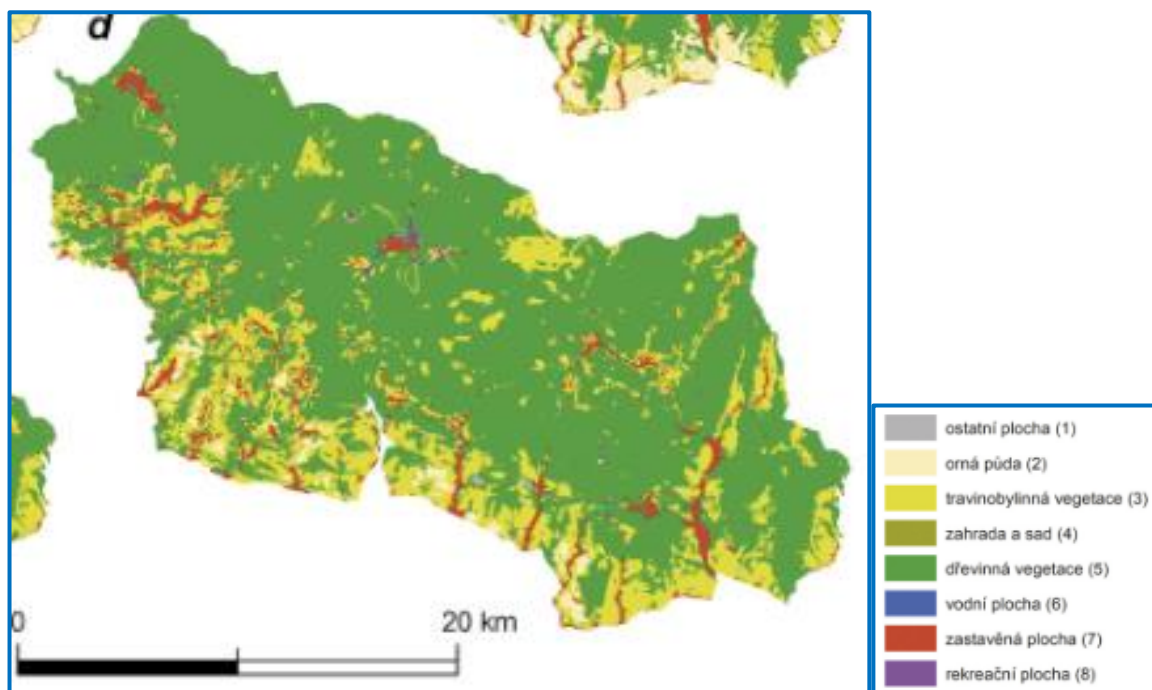 d
0 20 km
ostatní plocha (1)
orná půda (2)
travinobylinná vegetace (3)
zahrada a sad (4)
dřevinná vegetace (5)
vodní plocha (6)
zastavěná plocha (7)
rekreační plocha (8)